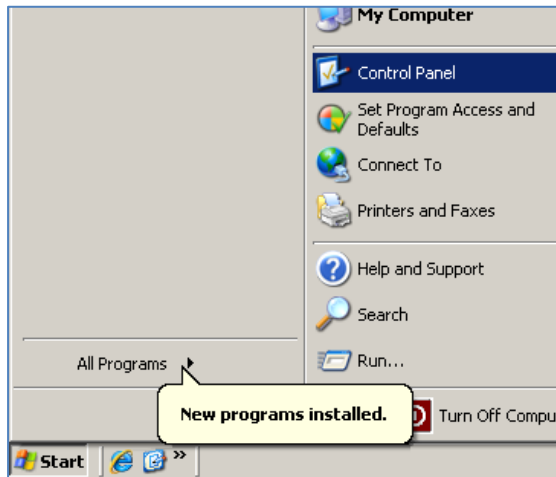 My Computer
Control Panel
Set Program Access and
Defaults
Connect To
Printers and Faxes
Help and Support
Search
Run...
All Programs
New programs installed.
Turn Off Compu
Start
»